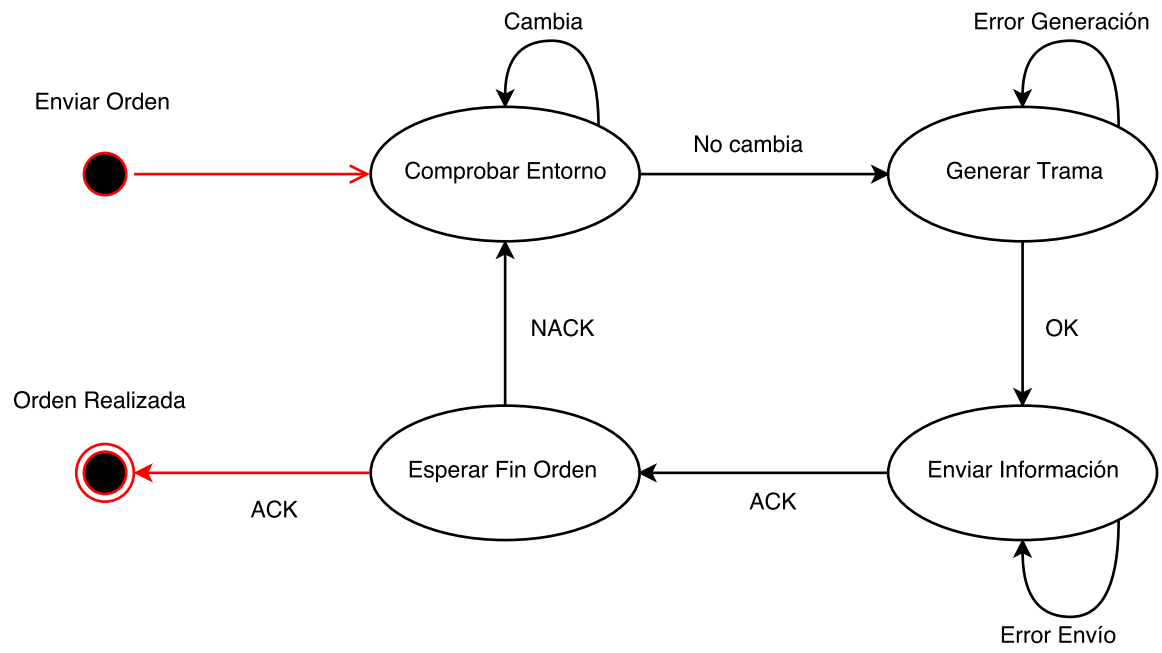 Cambia
Error Generación
Enviar Orden
Comprobar Entorno
No cambia
Generar Trama
NACK
OK
Orden Realizada
Esperar Fin Orden
Enviar Información
ACK
ACK
Error Envío